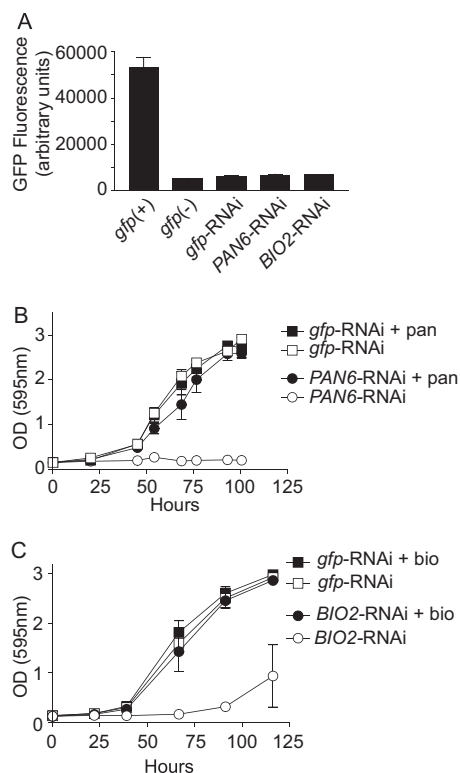 A
GFP Fluorescence
(arbitrary units)
60000
40000
20000
0
gfp(+)
gfp(-)
gfp-RNAi
PAN6-RNAi
BIO2-RNAi
B
OD (595nm)
3
2
1
0
0 25 50 75 100 125
Hours
gfp-RNAi + pan
gfp-RNAi
PAN6-RNAi + pan
PAN6-RNAi
C
OD (595nm)
3
2
1
0
0 25 50 75 100 125
Hours
gfp-RNAi + bio
gfp-RNAi
BIO2-RNAi + bio
BIO2-RNAi